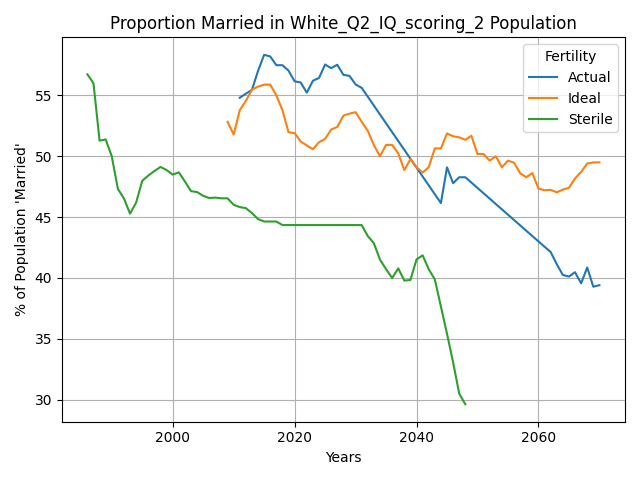 Proportion Married in White_Q2_IQ_scoring_2 Population
% of Population 'Married'
55
50
45
40
35
30
Fertility
Actual
Ideal
Sterile
2000 2020 2040 2060
Years